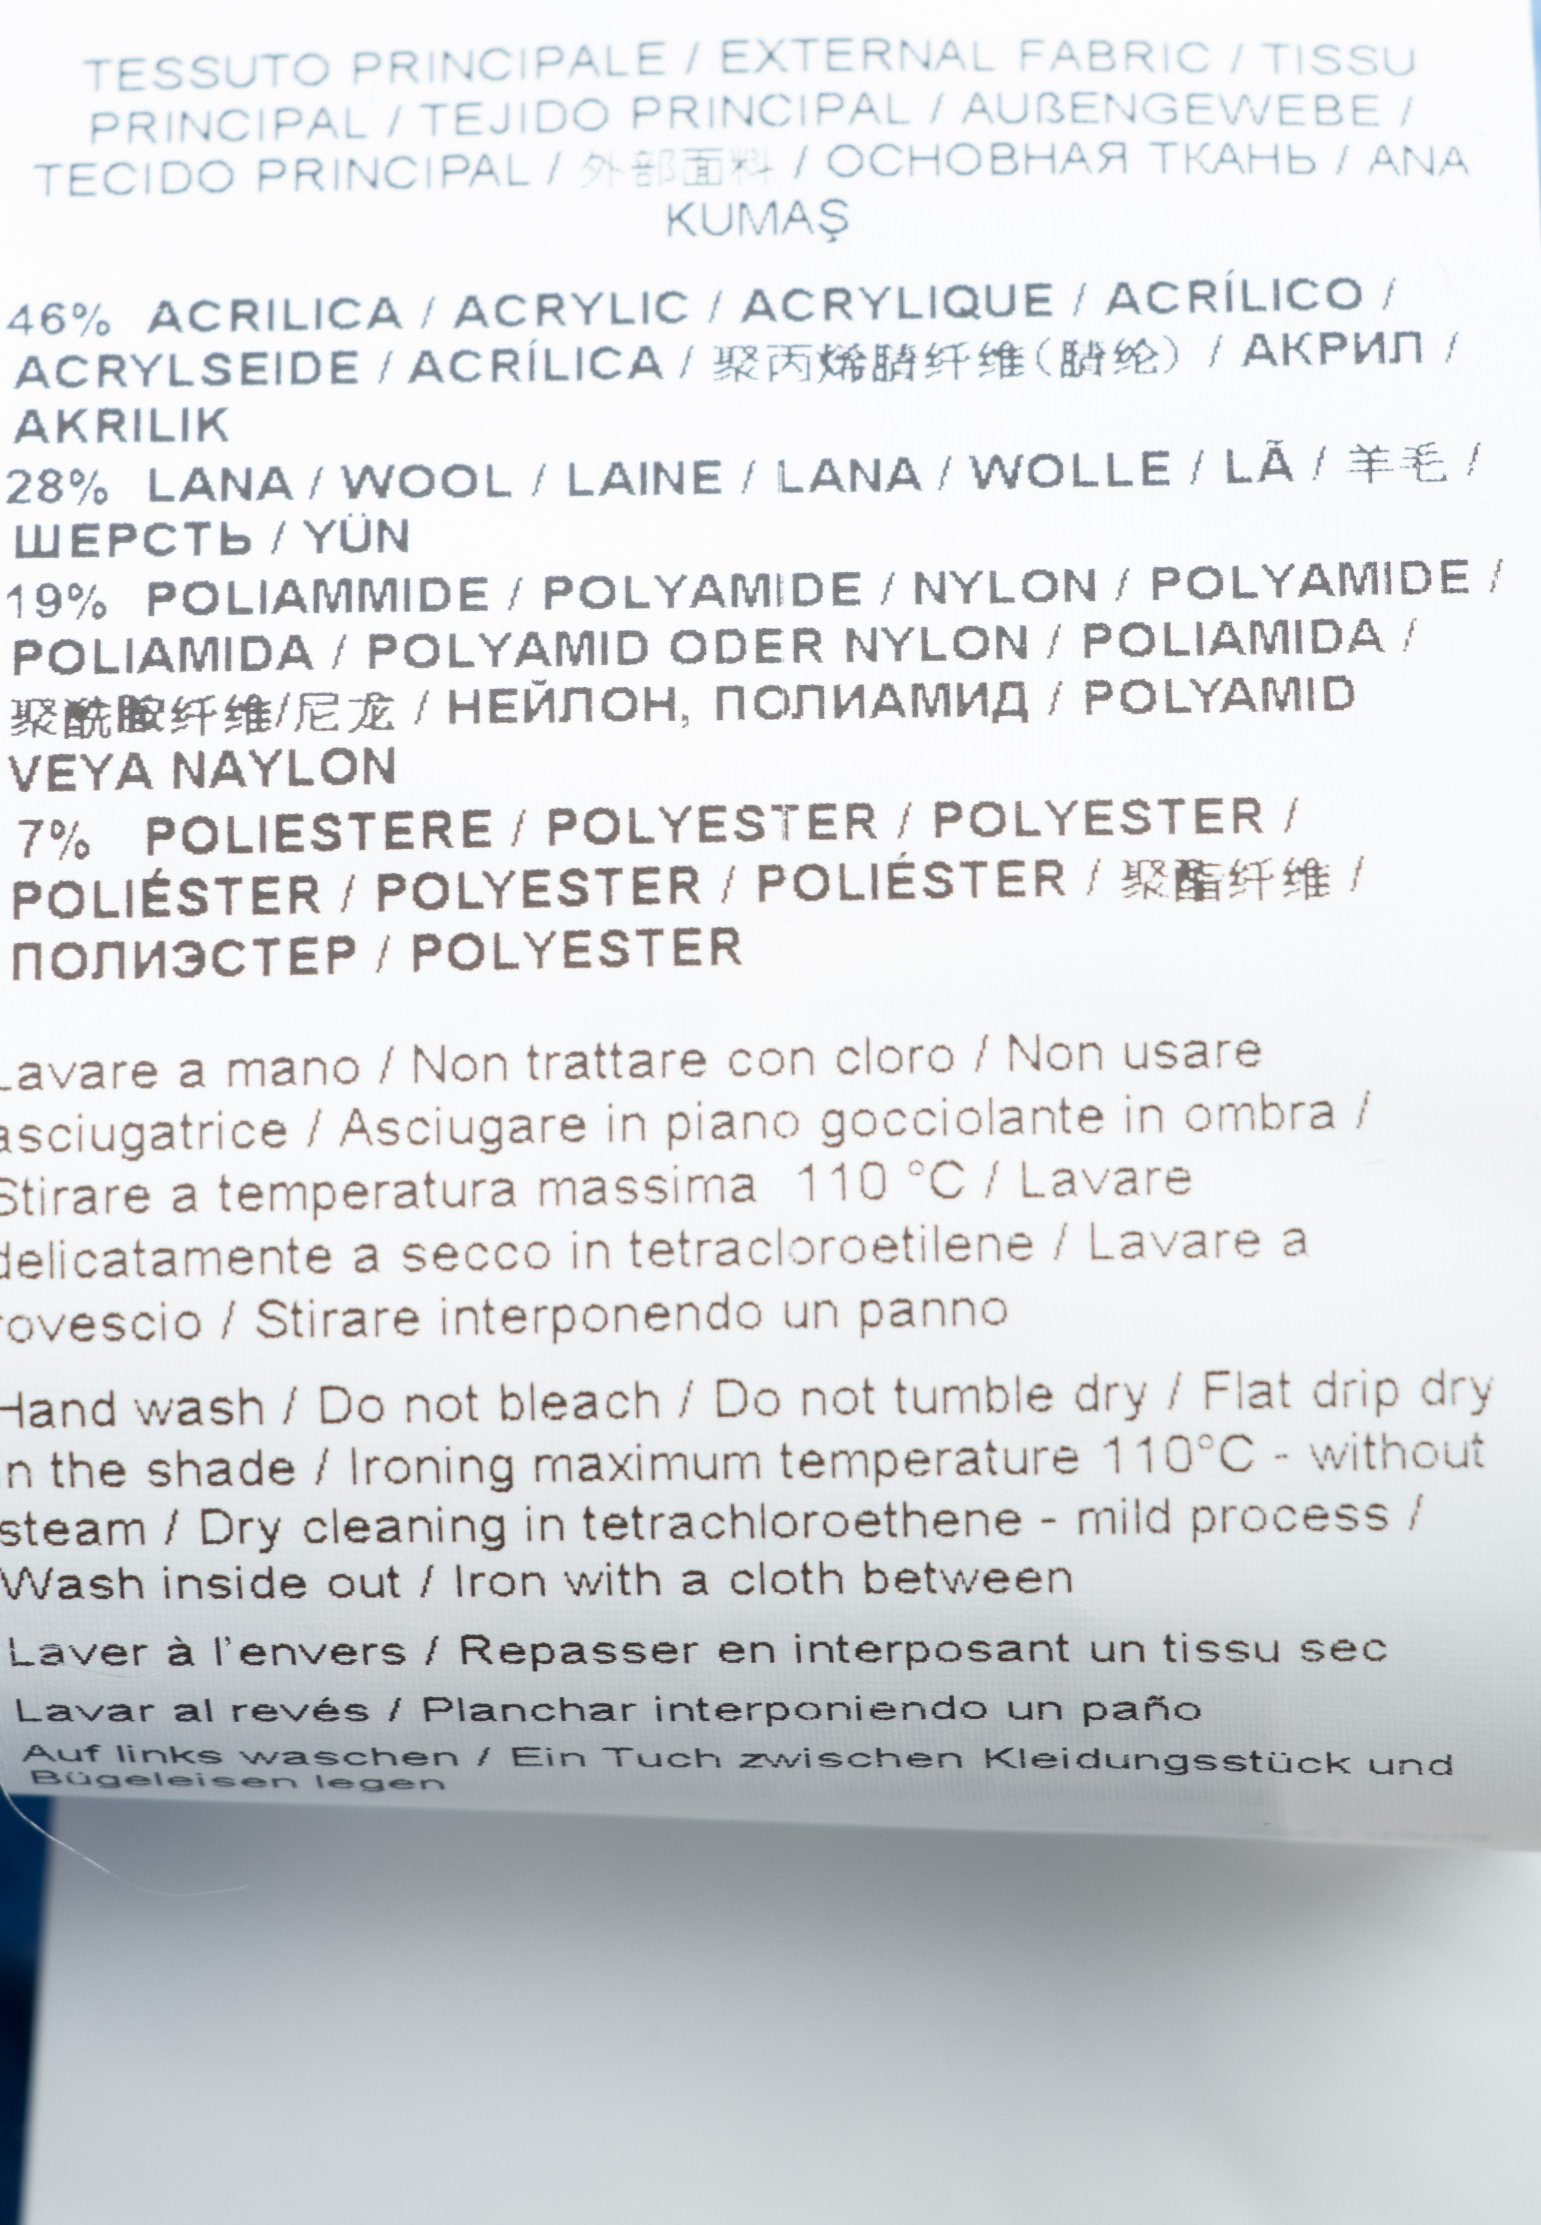 TESSUTO PRINCIPALE / EXTERNAL FABRIC / TISSU
PRINCIPAL / TEJIDO PRINCIPAL / AUßENGEWEBE /
TECIDO PRINCIPAL / 外部面料 / ОСНОВНАЯ ТКАНЬ / ANA
KUMAŞ
46% ACRILICA / ACRYLIC / ACRYLIQUE / ACRÍLICO /
ACRYLSEIDE / ACRÍLICA / 聚丙烯腈纤维(腈纶) / АКРИЛ /
AKRILIK
28% LANA / WOOL / LAINE / LANA / WOLLE / LÃ / 羊毛 /
ШЕРСТЬ / YÜN
19% POLIAMMIDE / POLYAMIDE / NYLON / POLYAMIDE /
POLIAMIDA / POLYAMID ODER NYLON / POLIAMIDA /
聚酰胺纤维/尼龙 / НЕЙЛОН, ПОЛИАМИД / POLYAMID
VEYA NAYLON
7% POLIESTERE / POLYESTER / POLYESTER /
POLIÉSTER / POLYESTER / POLIÉSTER / 聚酯纤维 /
ПОЛИЭСТЕР / POLYESTER
Lavare a mano / Non trattare con cloro / Non usare
asciugatrice / Asciugare in piano gocciolante in ombra /
Stirare a temperatura massima 110 °C / Lavare
delicatamente a secco in tetracloroetilene / Lavare a
rovescio / Stirare interponendo un panno
Hand wash / Do not bleach / Do not tumble dry / Flat drip dry
in the shade / Ironing maximum temperature 110°C - without
steam / Dry cleaning in tetrachloroethene - mild process /
Wash inside out / Iron with a cloth between
Laver à l'envers / Repasser en interposant un tissu sec
Lavar al revés / Planchar interponiendo un paño
Auf links waschen / Ein Tuch zwischen Kleidungsstück und
Bügeleisen legen